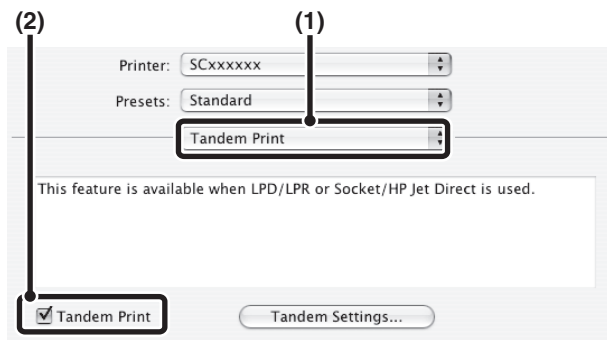 (2) (1)
Printer: SCxxxxxx
Presets: Standard
Tandem Print
This feature is available when LPD/LPR or Socket/HP Jet Direct is used.
Tandem Print Tandem Settings...